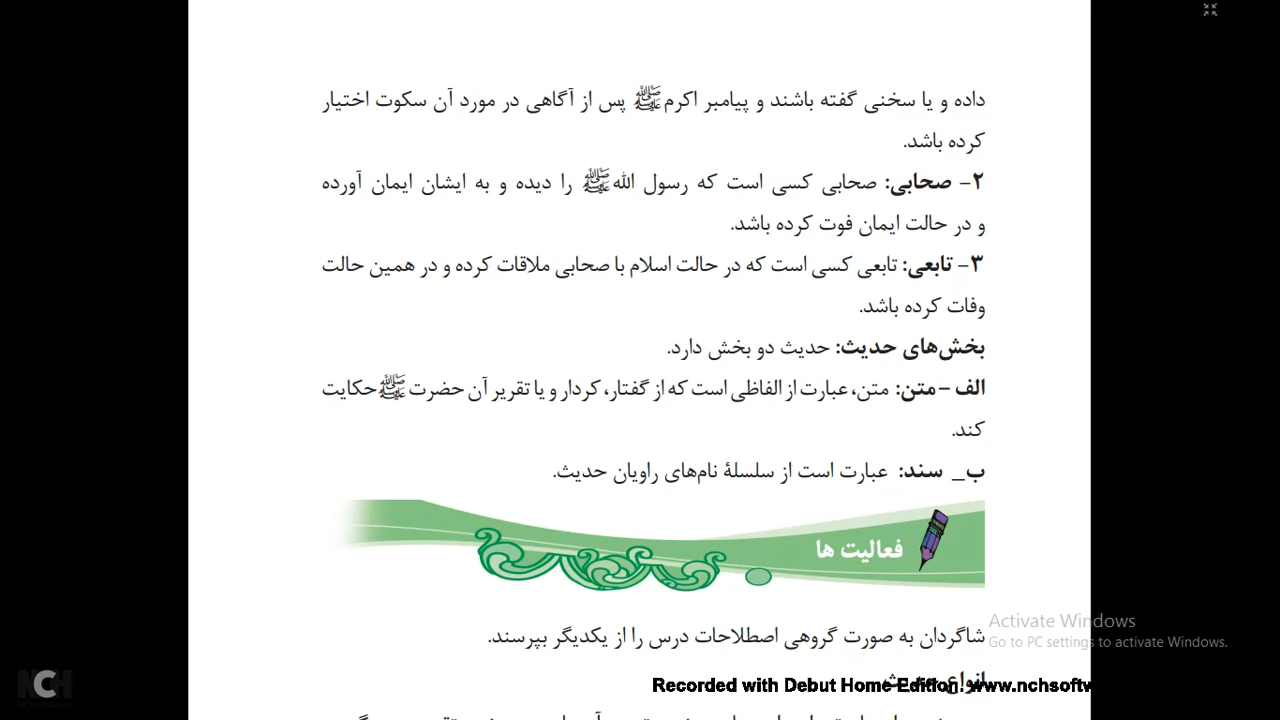 داده و یا سخنی گفته باشند و پیامبر اکرم ﷺ پس از آگاهی در مورد آن سکوت اختیار
کرده باشد.
۲- صحابی: صحابی کسی است که رسول الله ﷺ را دیده و به ایشان ایمان آورده
و در حالت ایمان فوت کرده باشد.
۳- تابعی: تابعی کسی است که در حالت اسلام با صحابی ملاقات کرده و در همین حالت
وفات کرده باشد.
بخش‌های حدیث: حدیث دو بخش دارد.
الف – متن: متن، عبارت از الفاظی است که از گفتار، کردار و یا تقریر آن حضرت ﷺ حکایت
کند.
ب_ سند: عبارت است از سلسلۀ نام‌های راویان حدیث.
فعالیت ها
شاگردان به صورت گروهی اصطلاحات درس را از یکدیگر بپرسند.
Activate Windows
Go to PC settings to activate Windows.
انواع
Recorded with Debut Home Edition. www.nchsoftw
NCH